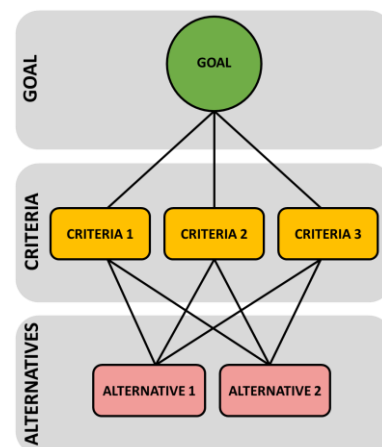 GOAL
GOAL
CRITERIA
CRITERIA 1
CRITERIA 2
CRITERIA 3
ALTERNATIVES
ALTERNATIVE 1
ALTERNATIVE 2